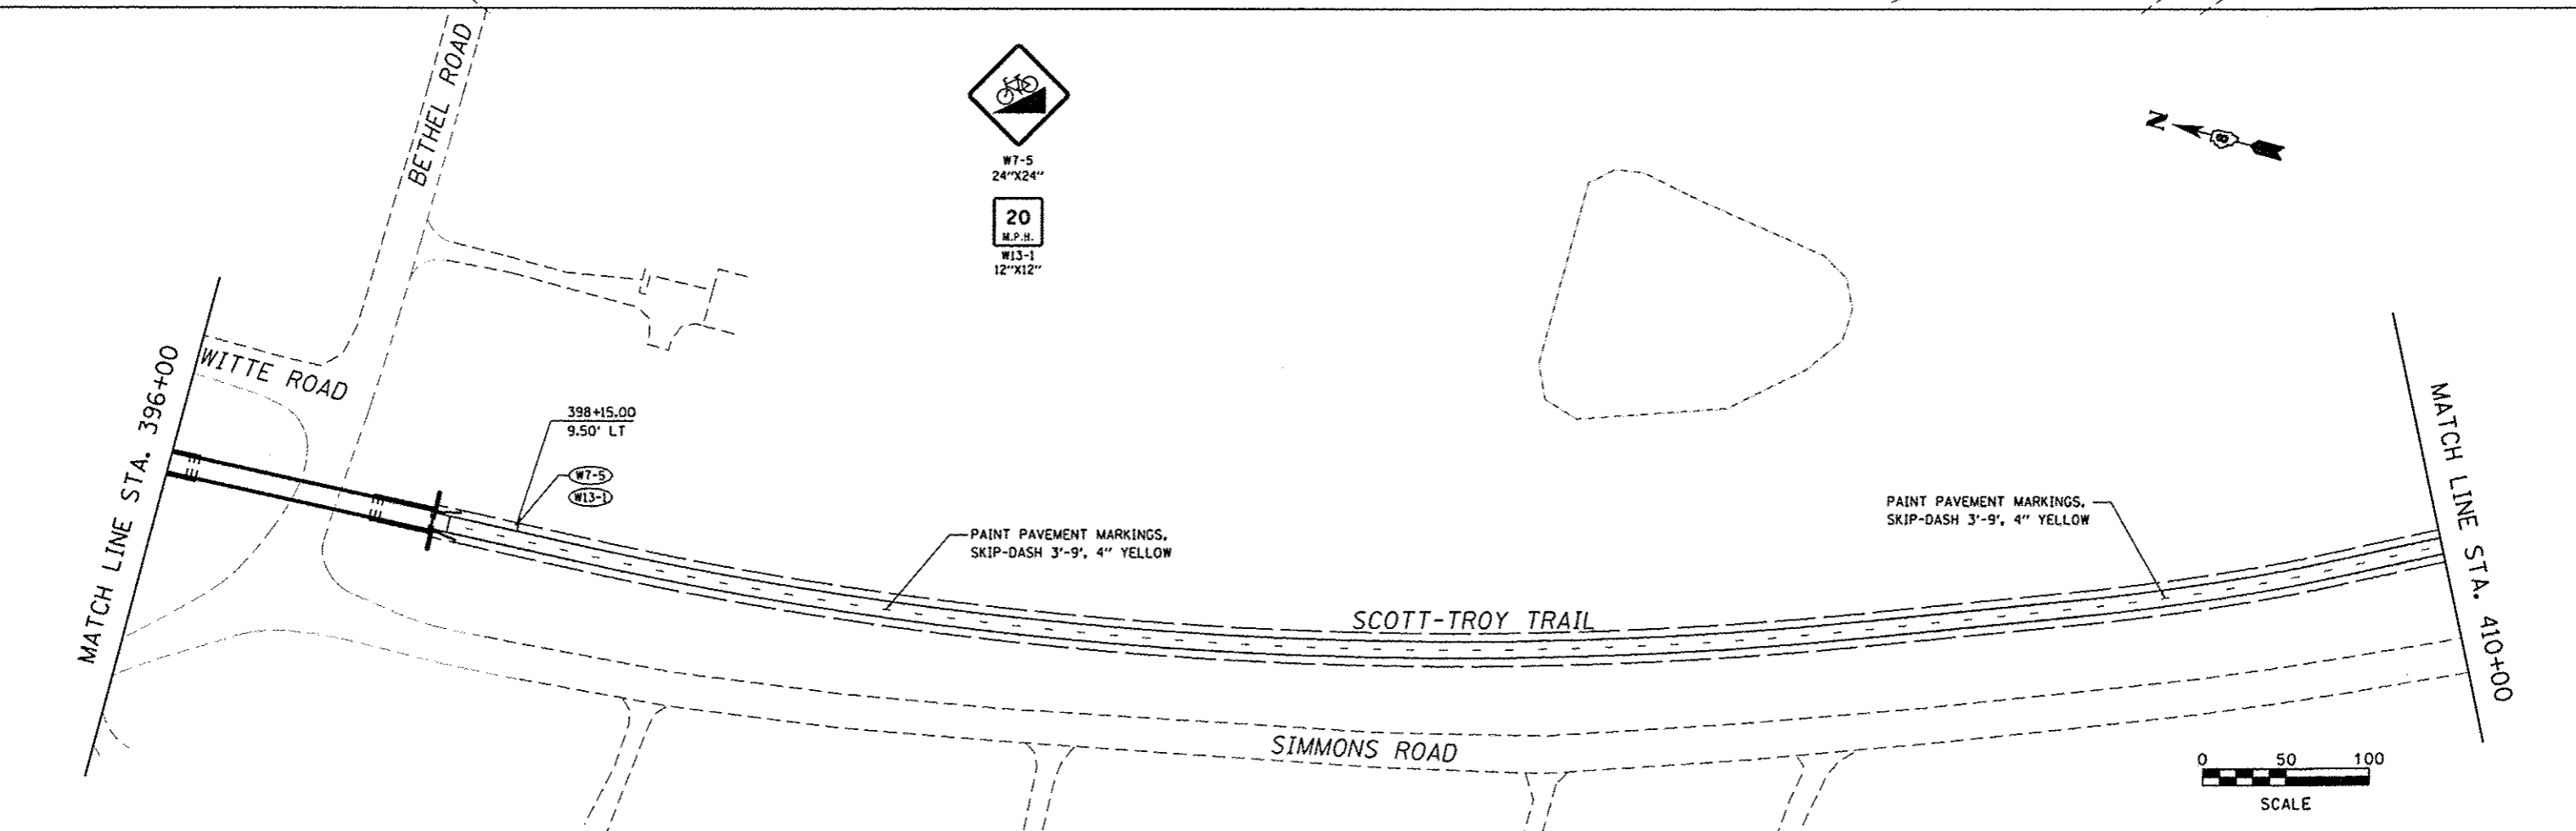 BETHEL ROAD
W7-5
24"X24"
20
M.P.H.
W13-1
12"X12"
N
WITTE ROAD
MATCH LINE STA. 396+00
398+15.00
9.50' LT
W7-5
W13-1
PAINT PAVEMENT MARKINGS,
SKIP-DASH 3'-9', 4" YELLOW
PAINT PAVEMENT MARKINGS,
SKIP-DASH 3'-9', 4" YELLOW
MATCH LINE STA. 410+00
SCOTT-TROY TRAIL
SIMMONS ROAD
0 50 100
SCALE